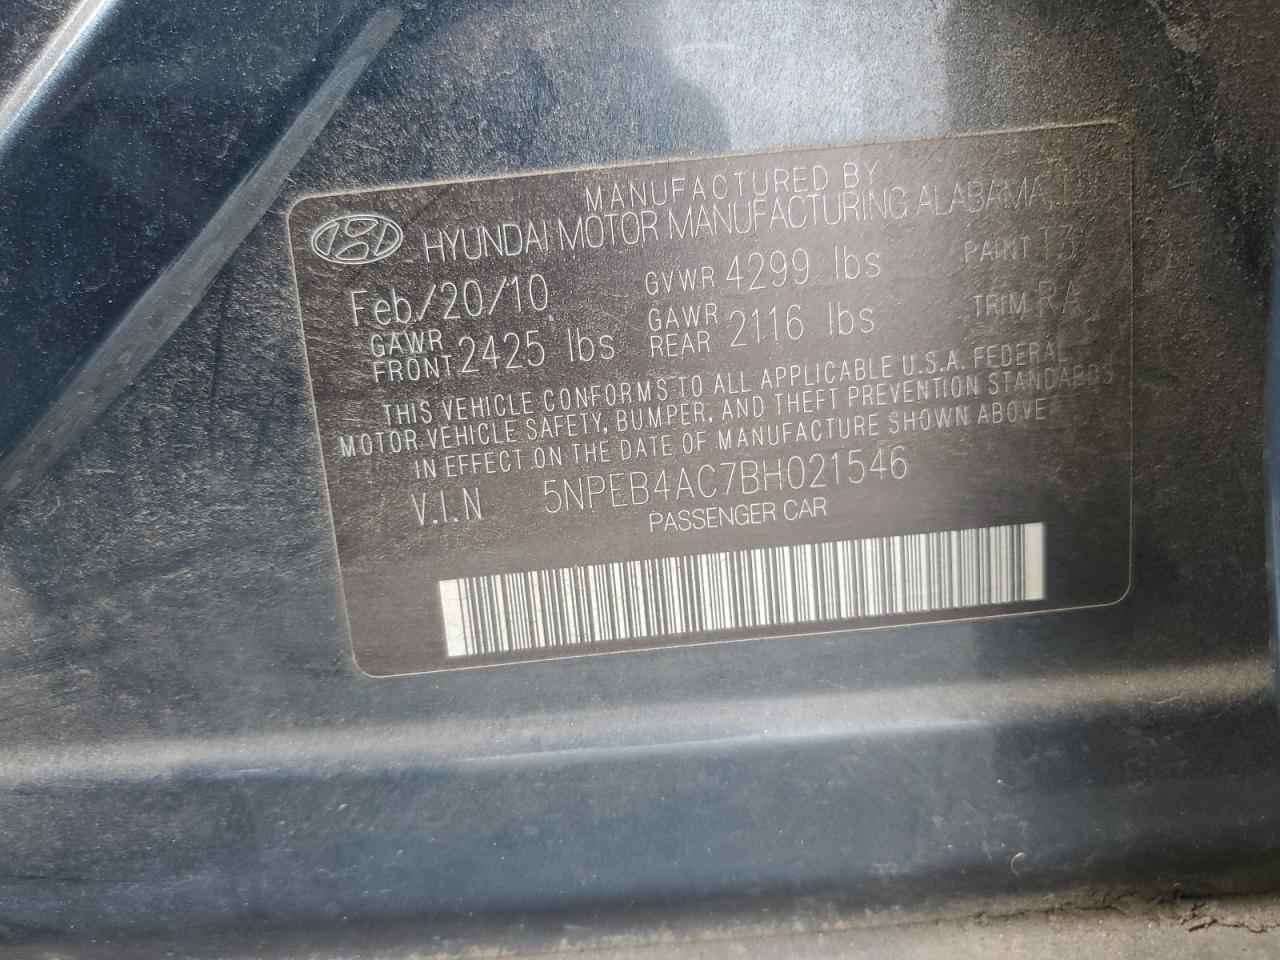 MANUFACTURED BY
HYUNDAI MOTOR MANUFACTURING ALABAMA
Feb/20/10 GVWR 4299 lbs PAINT T3
GAWR FRONT 2425 lbs GAWR REAR 2116 lbs TRIM RA
THIS VEHICLE CONFORMS TO ALL APPLICABLE U.S.A. FEDERAL
MOTOR VEHICLE SAFETY, BUMPER, AND THEFT PREVENTION STANDARDS
IN EFFECT ON THE DATE OF MANUFACTURE SHOWN ABOVE
V.I.N 5NPEB4AC7BH021546
PASSENGER CAR